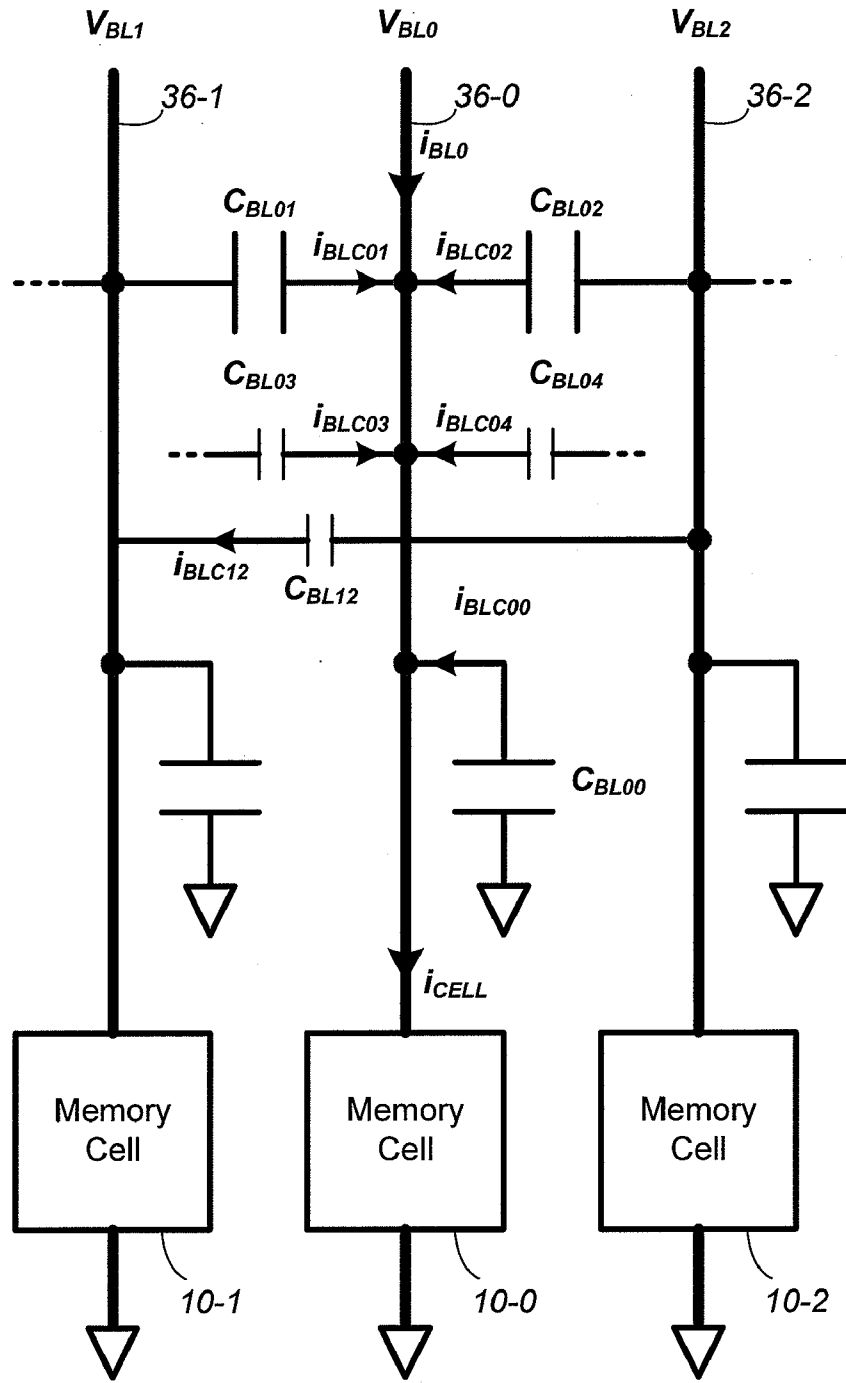 VBL1 VBL0 VBL2
36-1 36-0 36-2
iBL0
CBL01 CBL02
iBLC01 iBLC02
CBL03 CBL04
iBLC03 iBLC04
iBLC12
CBL12
iBLC00
CBL00
iCELL
Memory Memory Memory
Cell Cell Cell
10-1 10-0 10-2